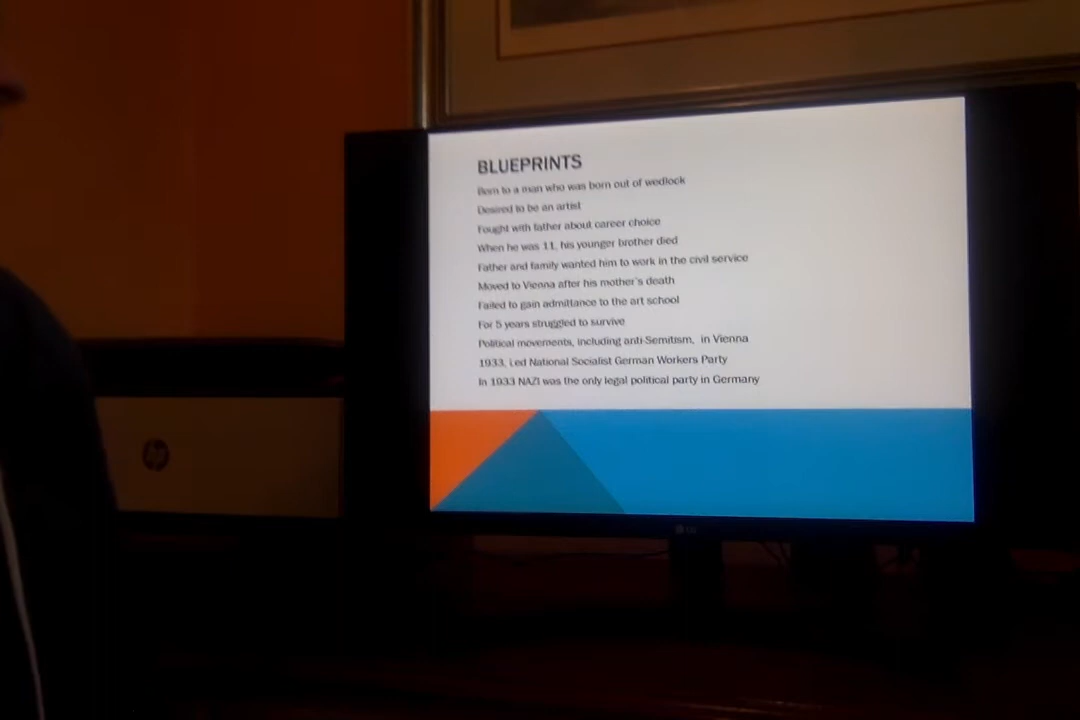 BLUEPRINTS
Born to a man who was born out of wedlock
Desired to be an artist
Fought with father about career choice
When he was 11, his younger brother died
Father and family wanted him to work in the civil service
Moved to Vienna after his mother's death
Failed to gain admittance to the art school
For 5 years struggled to survive
Political movements, including anti-Semitism, in Vienna
1933, Led National Socialist German Workers Party
In 1933 NAZI was the only legal political party in Germany
hp
LG